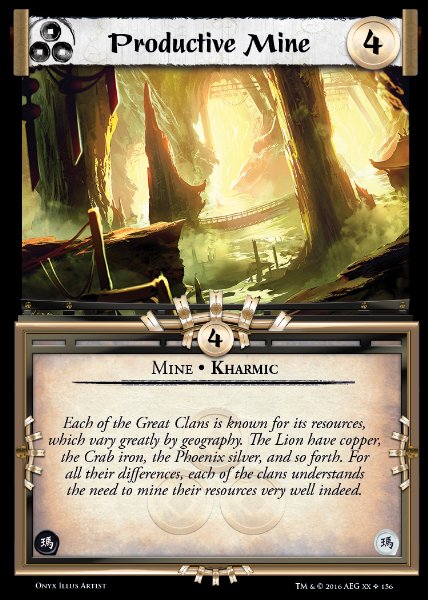 Productive Mine
4
4
Mine • Kharmic
Each of the Great Clans is known for its resources,
which vary greatly by geography. The Lion have copper,
the Crab iron, the Phoenix silver, and so forth. For
all their differences, each of the clans understands
the need to mine their resources very well indeed.
瑪
瑪
Onyx Illus Artist
TM & © 2016 AEG XX ❖ 156